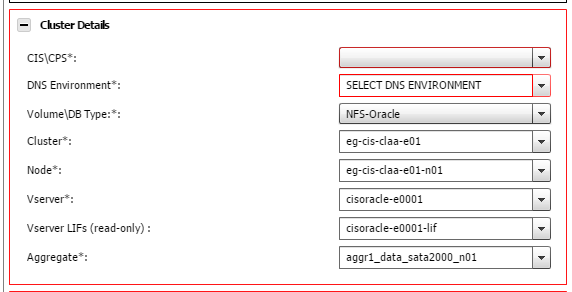 Cluster Details
CIS\CPS*:
DNS Environment*: SELECT DNS ENVIRONMENT
Volume\DB Type:*: NFS-Oracle
Cluster*: eg-cis-claa-e01
Node*: eg-cis-claa-e01-n01
Vserver*: cisoracle-e0001
Vserver LIFs (read-only) : cisoracle-e0001-lif
Aggregate*: aggr1_data_sata2000_n01